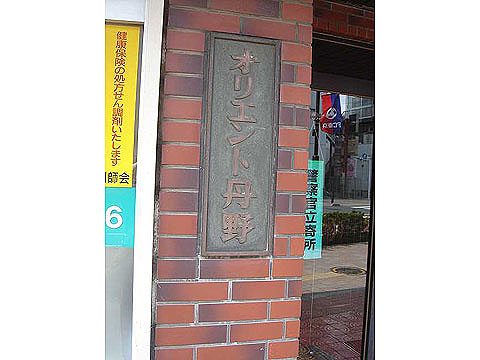 健康保険の処方せん調剤いたします
師会
6
オリエント丹野
警察官立寄所